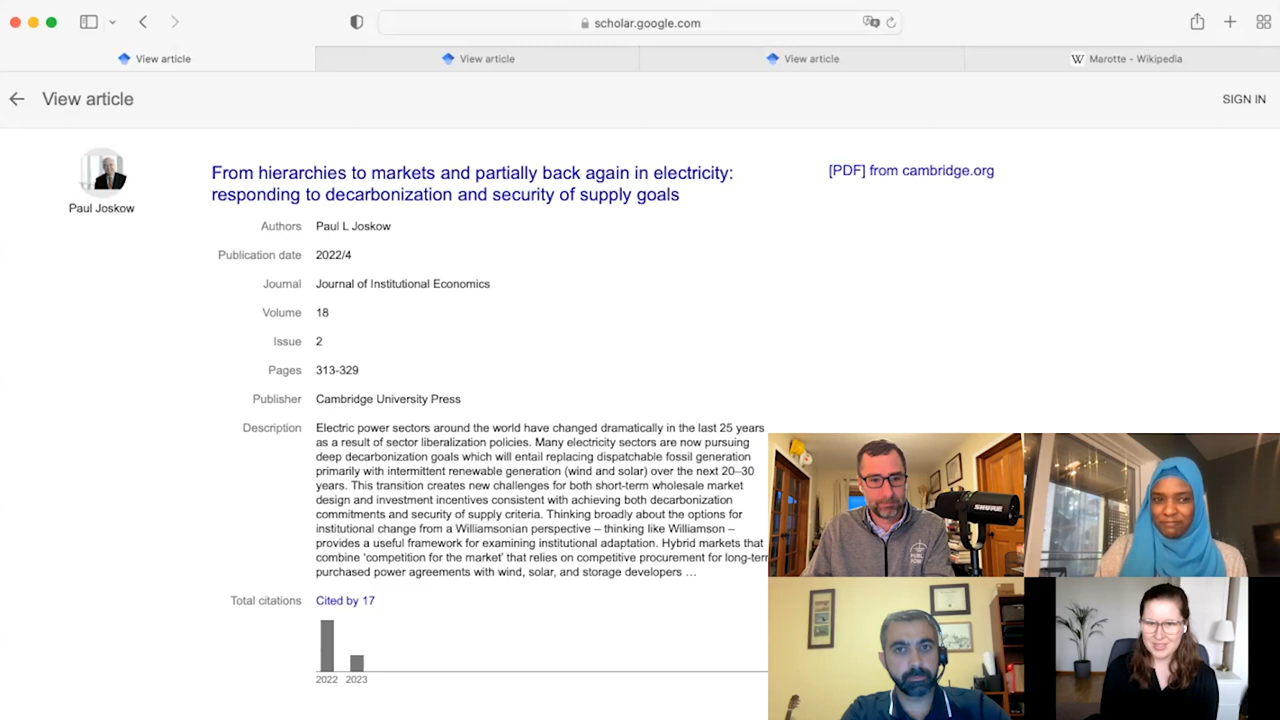 scholar.google.com
View article
View article
View article
Marotte - Wikipedia
View article
SIGN IN
From hierarchies to markets and partially back again in electricity:
responding to decarbonization and security of supply goals
[PDF] from cambridge.org
Paul Joskow
Authors Paul L Joskow
Publication date 2022/4
Journal Journal of Institutional Economics
Volume 18
Issue 2
Pages 313-329
Publisher Cambridge University Press
Description Electric power sectors around the world have changed dramatically in the last 25 years
as a result of sector liberalization policies. Many electricity sectors are now pursuing
deep decarbonization goals which will entail replacing dispatchable fossil generation
primarily with intermittent renewable generation (wind and solar) over the next 20–30
years. This transition creates new challenges for both short-term wholesale market
design and investment incentives consistent with achieving both decarbonization
commitments and security of supply criteria. Thinking broadly about the options for
institutional change from a Williamsonian perspective – thinking like Williamson –
provides a useful framework for examining institutional adaptation. Hybrid markets that
combine ‘competition for the market’ that relies on competitive procurement for long-term
purchased power agreements with wind, solar, and storage developers …
Total citations Cited by 17
2022 2023
SHURE